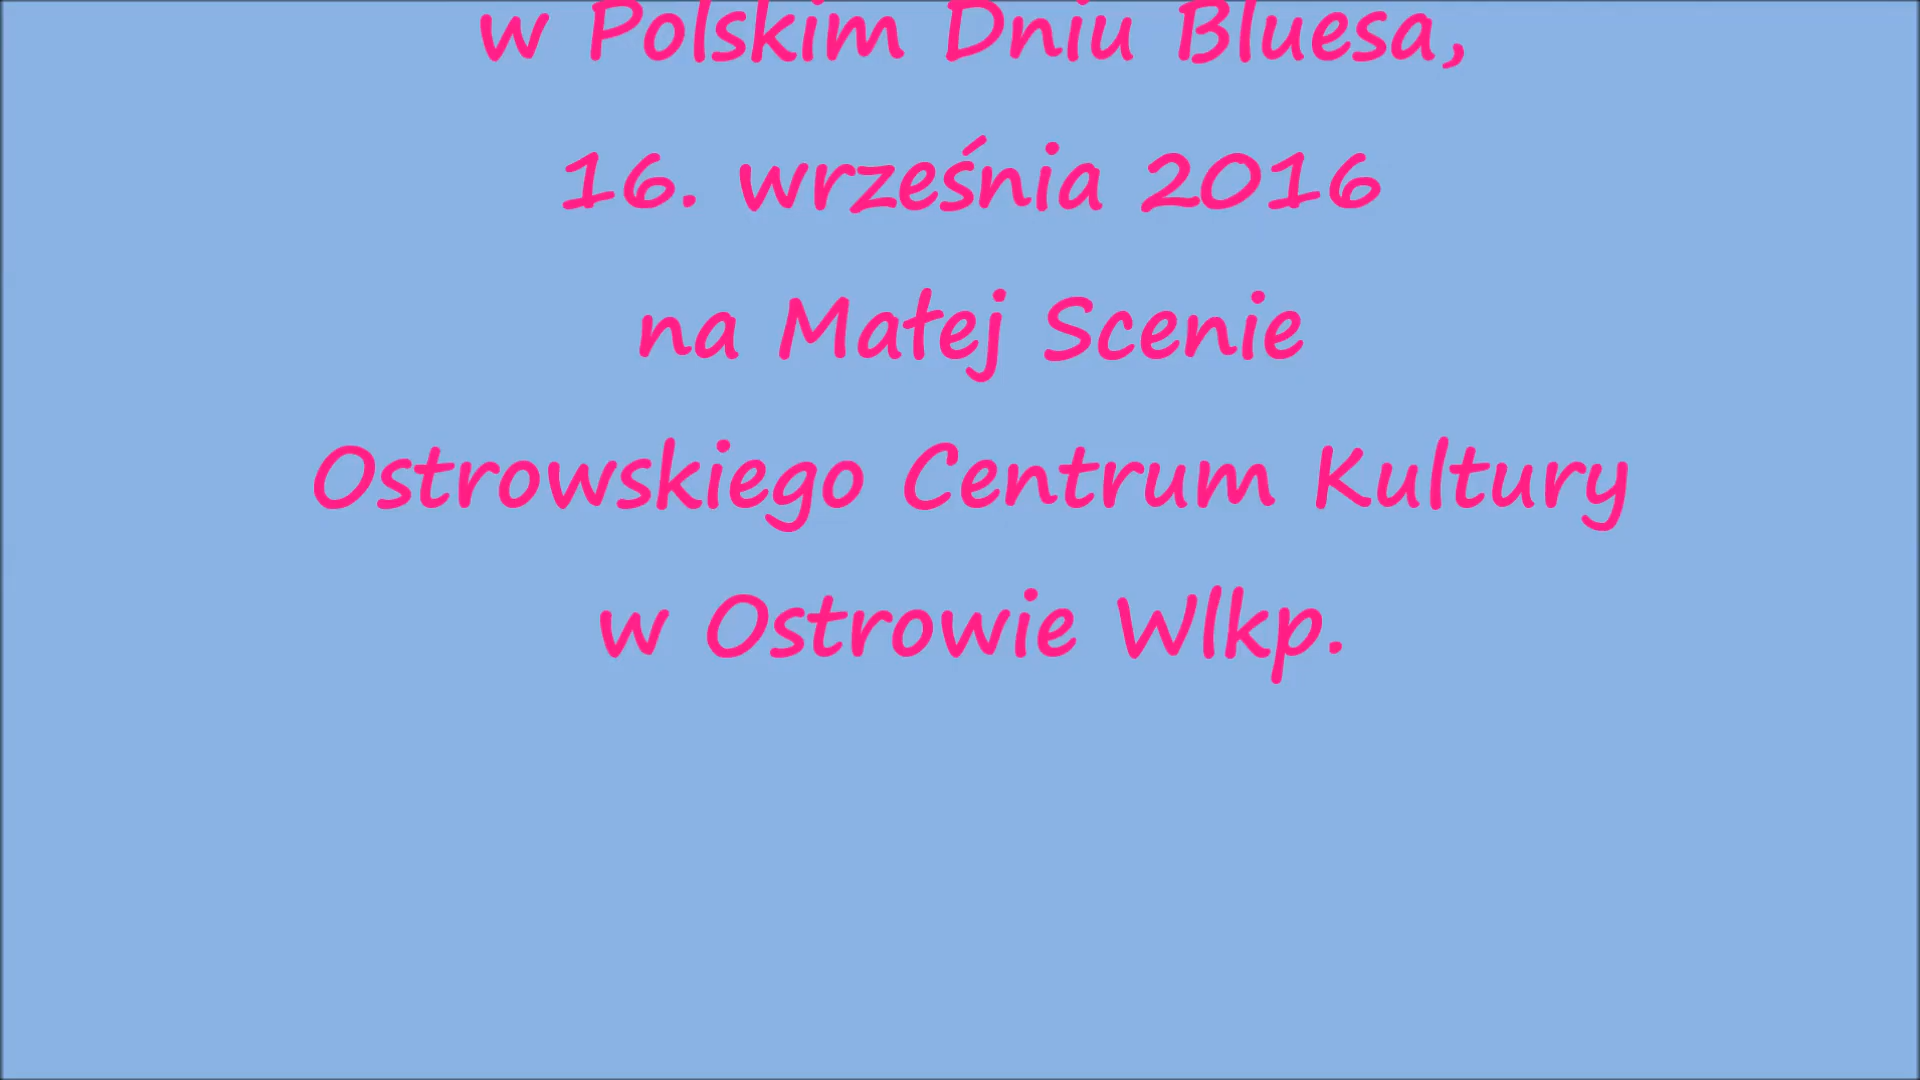 w Polskim Dniu Bluesa,
16. września 2016
na Małej Scenie
Ostrowskiego Centrum Kultury
w Ostrowie Wlkp.